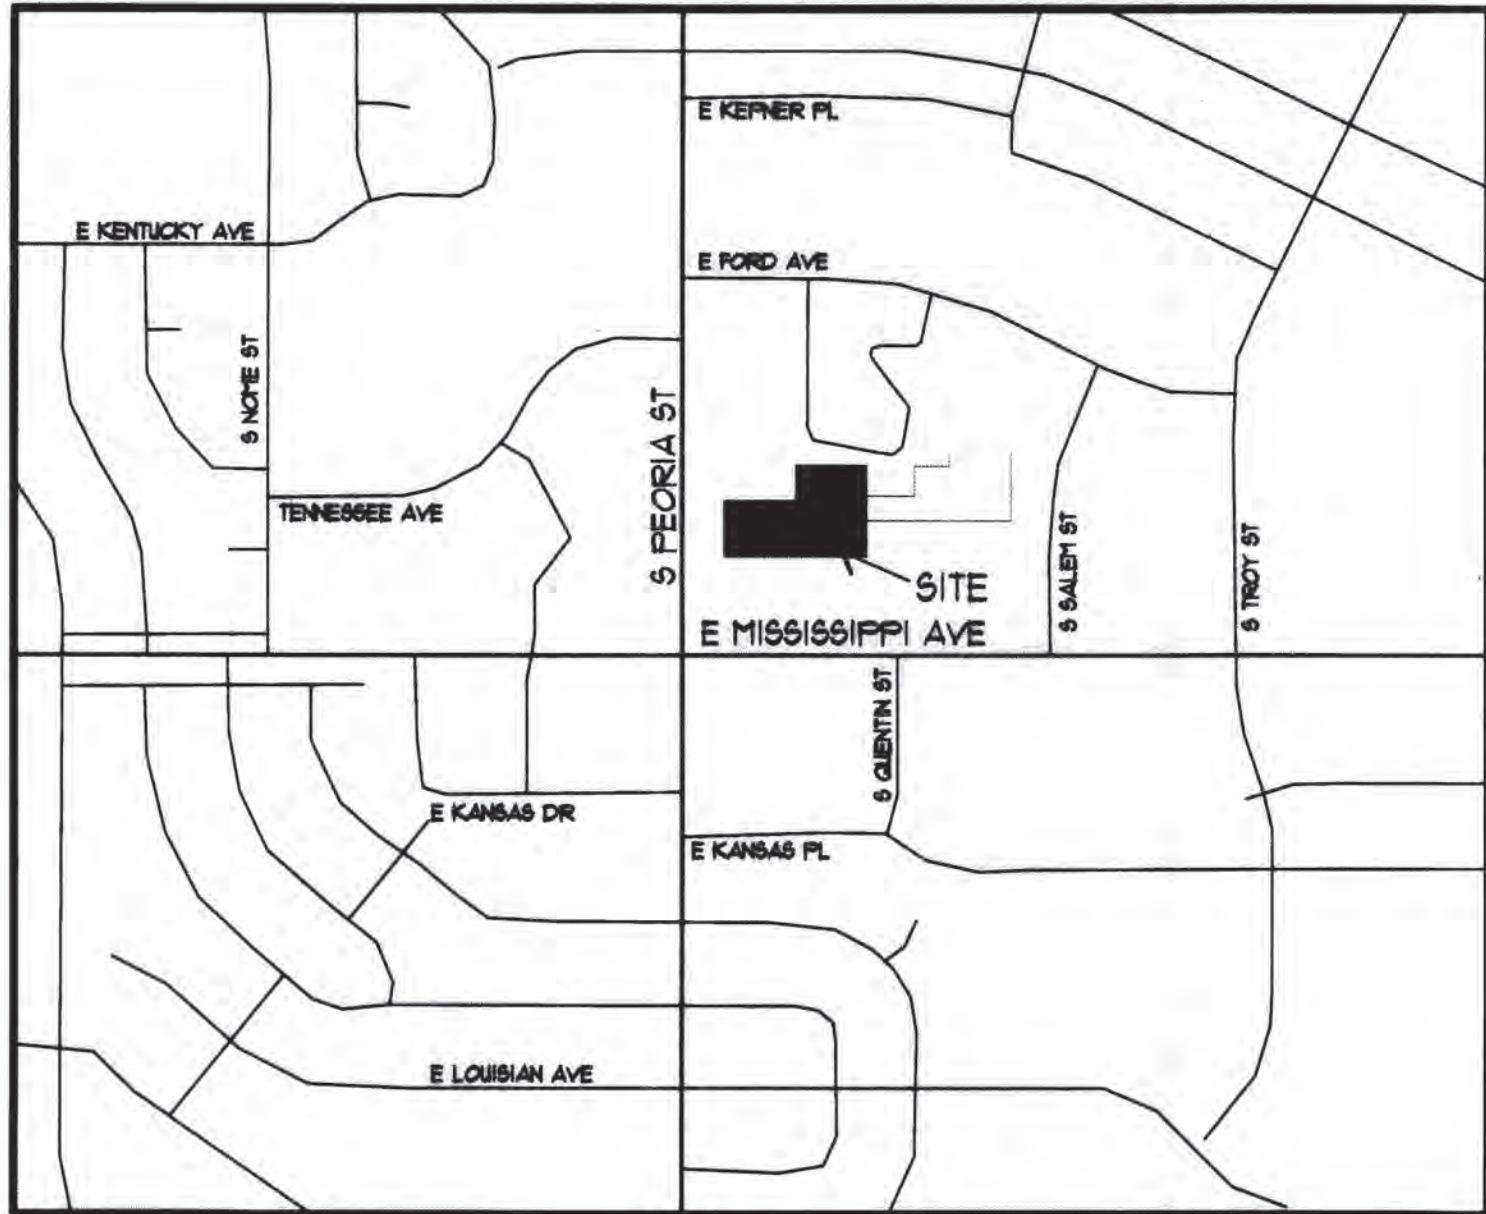 E KEPNER PL
E KENTUCKY AVE
E FORD AVE
S NOME ST
S PEORIA ST
TENNESSEE AVE
SITE
S SALEM ST
S TROY ST
E MISSISSIPPI AVE
S QUENTIN ST
E KANSAS DR
E KANSAS PL
E LOUISIAN AVE